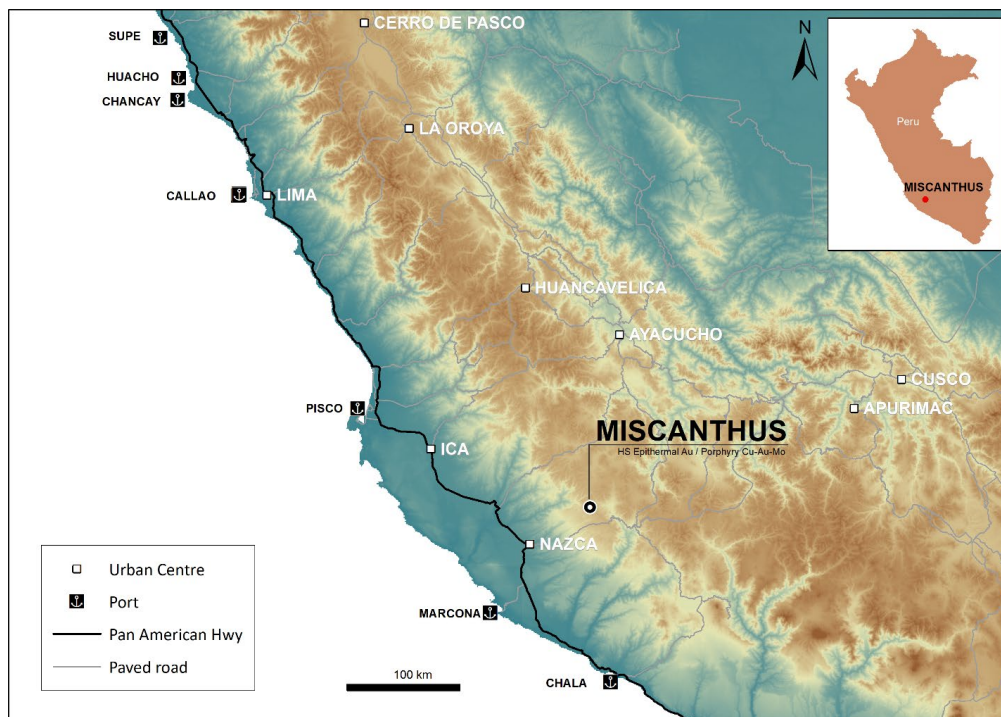 CERRO DE PASCO
SUPE
HUACHO
CHANCAY
LA OROYA
CALLAO
LIMA
HUANCAVELICA
AYACUCHO
CUSCO
APURIMAC
PISCO
MISCANTHUS
HS Epithermal Au / Porphyry Cu-Au-Mo
ICA
NAZCA
MARCONA
CHALA
N
Peru
MISCANTHUS
Urban Centre
Port
Pan American Hwy
Paved road
100 km